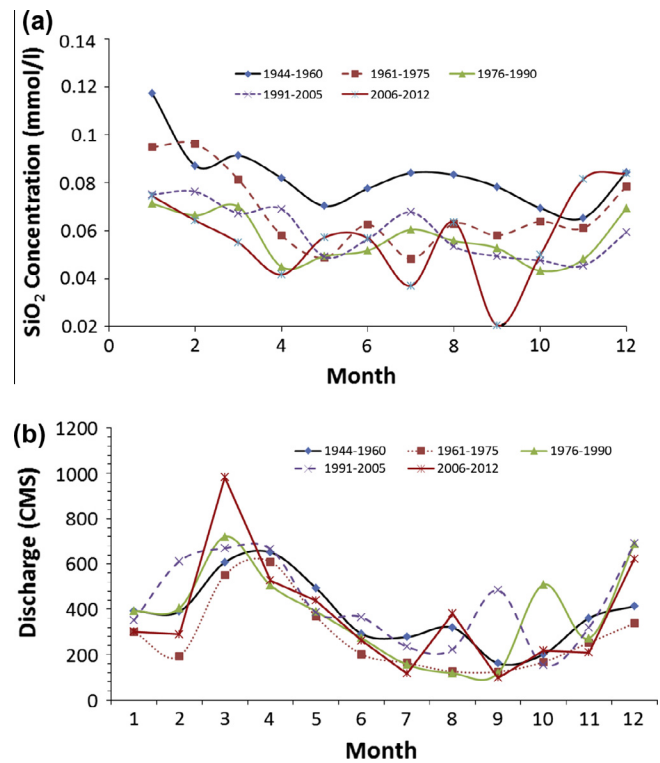 (a)
0.14
0.12
0.1
0.08
0.06
0.04
0.02
SiO₂ Concentration (mmol/l)
1944-1960 1961-1975 1976-1990
1991-2005 2006-2012
0 2 4 6 8 10 12
Month
(b)
1200
1000
800
600
400
200
0
Discharge (CMS)
1944-1960 1961-1975 1976-1990
1991-2005 2006-2012
1 2 3 4 5 6 7 8 9 10 11 12
Month